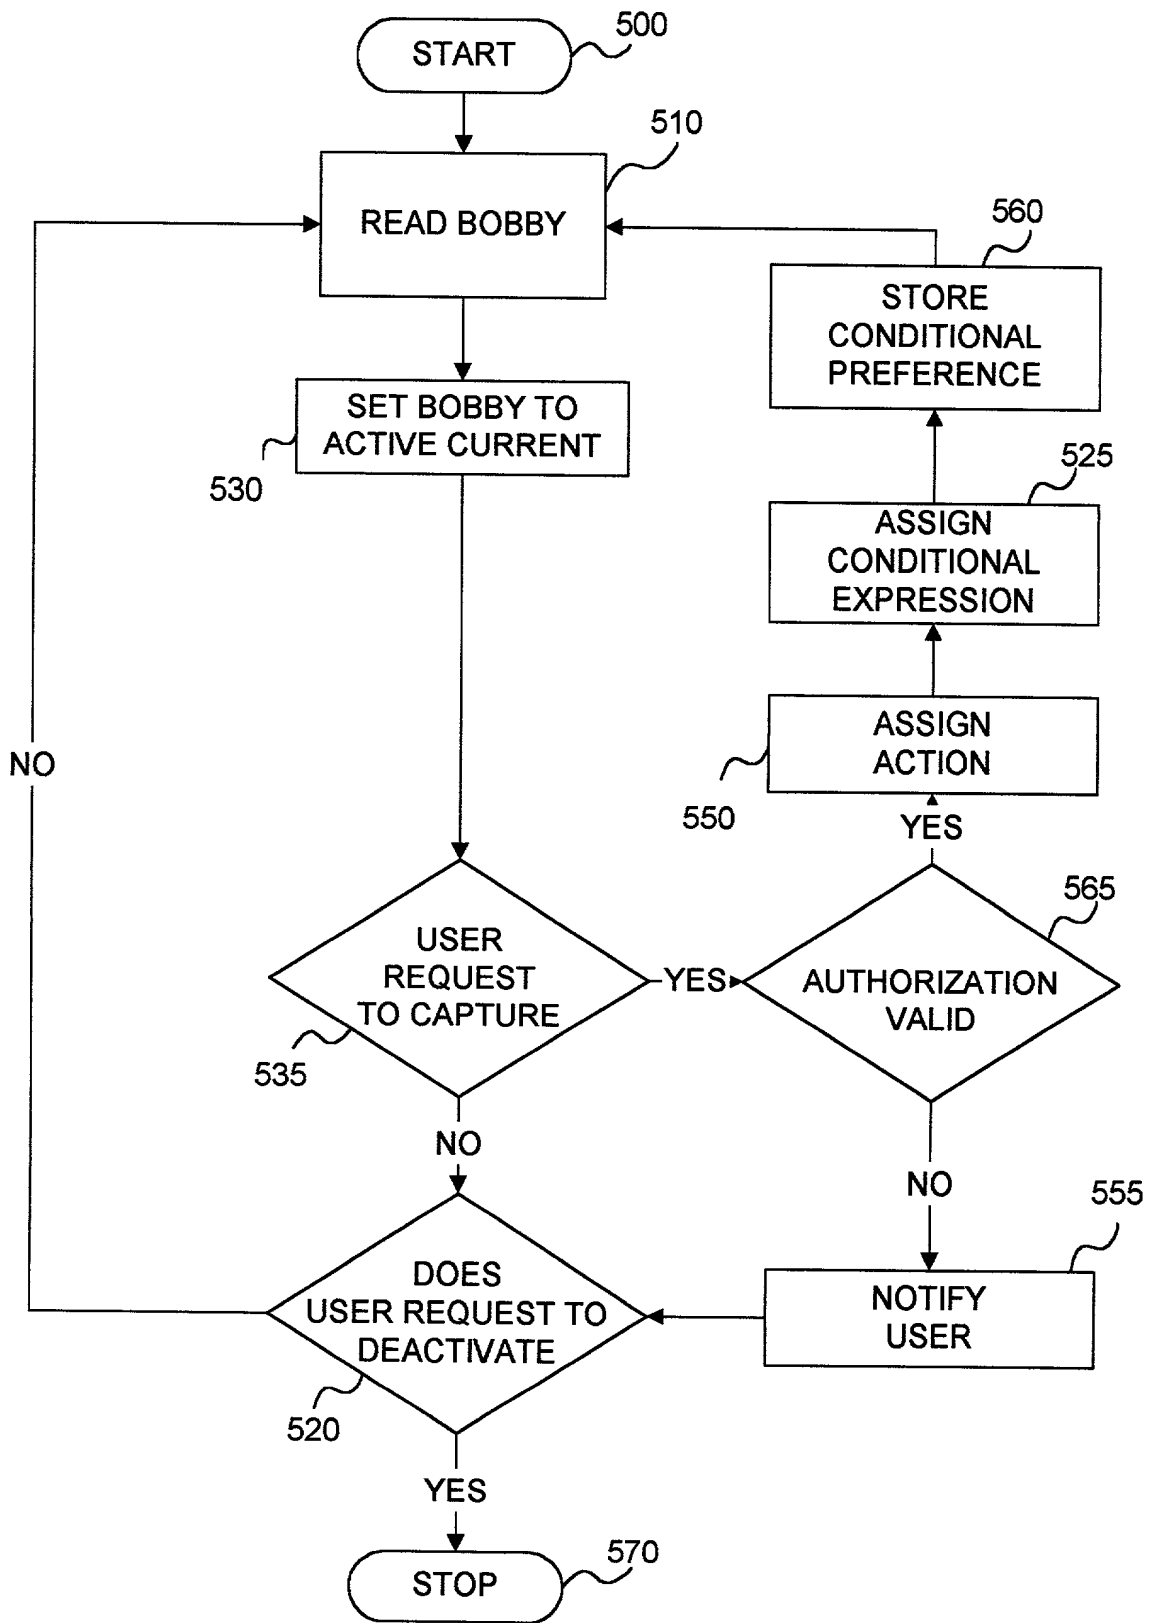 START
500
510
READ BOBBY
560
STORE
CONDITIONAL
PREFERENCE
SET BOBBY TO
ACTIVE CURRENT
530
525
ASSIGN
CONDITIONAL
EXPRESSION
ASSIGN
ACTION
550
NO
YES
565
USER
REQUEST
TO CAPTURE
YES
AUTHORIZATION
VALID
535
NO
NO
555
DOES
USER REQUEST TO
DEACTIVATE
NOTIFY
USER
520
YES
STOP
570